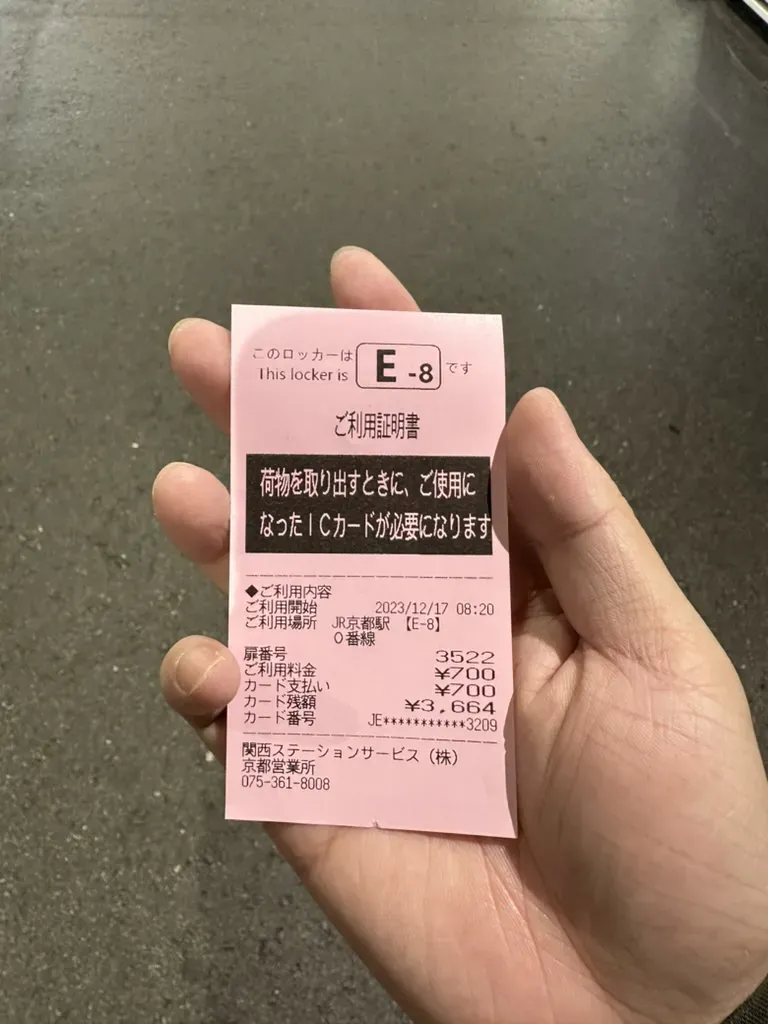 このロッカーは
This locker is
E -8
です
ご利用証明書
荷物を取り出すときに、ご使用に
なったICカードが必要になります
◆ご利用内容
ご利用開始 2023/12/17 08:20
ご利用場所 JR京都駅 【E-8】
0番線
扉番号 3522
ご利用料金 ¥700
カード支払い ¥700
カード残額 ¥3,664
カード番号 JE***********3209
関西ステーションサービス（株）
京都営業所
075-361-8008